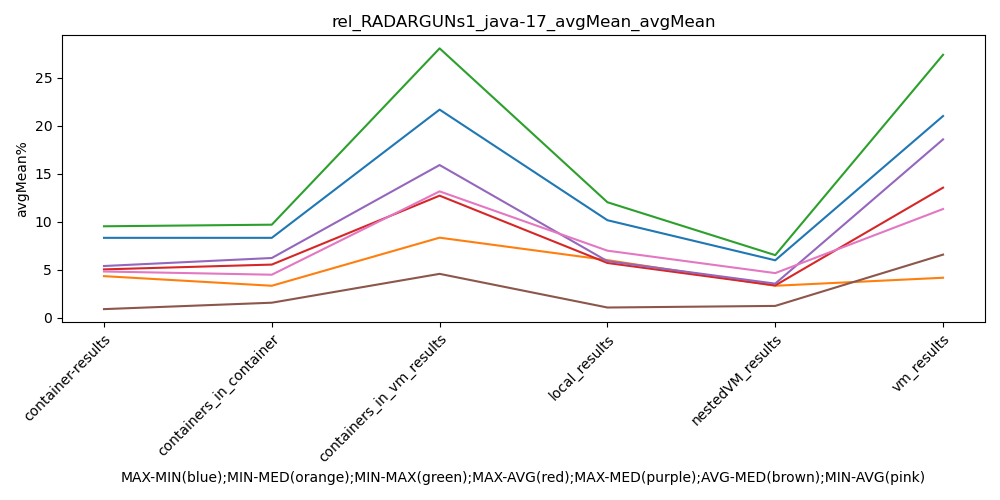 rel_RADARGUNs1_java-17_avgMean_avgMean
avgMean%
25
20
15
10
5
0
container-results
containers_in_container
containers_in_vm_results
local_results
nestedVM_results
vm_results
MAX-MIN(blue);MIN-MED(orange);MIN-MAX(green);MAX-AVG(red);MAX-MED(purple);AVG-MED(brown);MIN-AVG(pink)